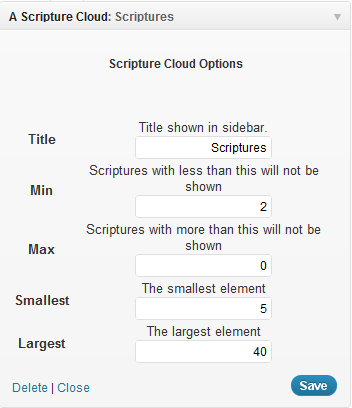 A Scripture Cloud: Scriptures
Scripture Cloud Options
Title shown in sidebar.
Title
Scriptures
Scriptures with less than this will not be
shown
Min
2
Scriptures with more than this will not be
shown
Max
0
The smallest element
Smallest
5
The largest element
Largest
40
Delete | Close
Save